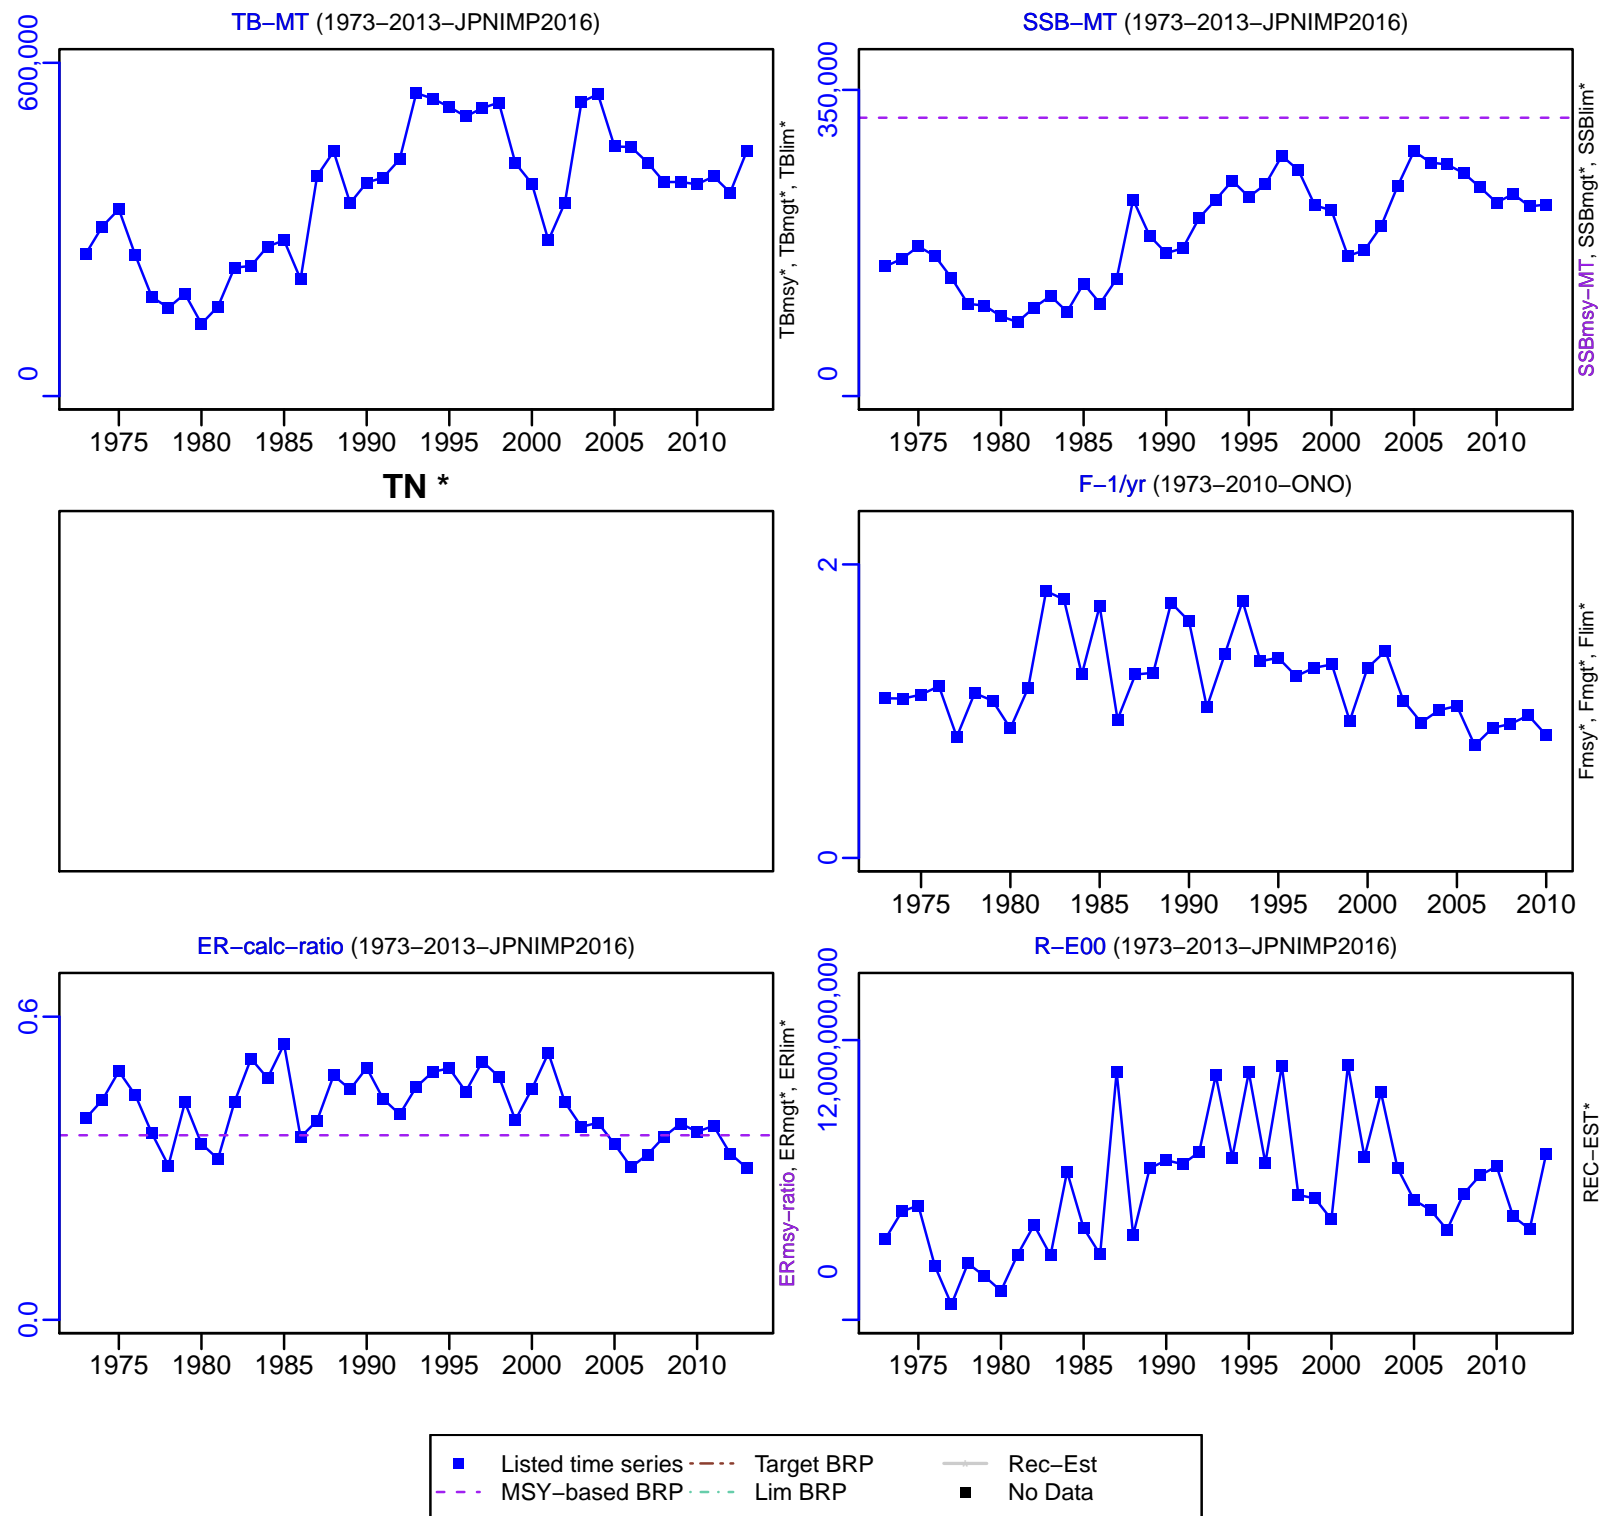 TB−MT (1973−2013−JPNIMP2016)
600,000
0
1975 1980 1985 1990 1995 2000 2005 2010
TBmsy*, TBmgt*, TBlim*
SSB−MT (1973−2013−JPNIMP2016)
350,000
0
1975 1980 1985 1990 1995 2000 2005 2010
SSBmsy−MT, SSBmgt*, SSBlim*
TN *
F−1/yr (1973−2010−ONO)
2
0
1975 1980 1985 1990 1995 2000 2005 2010
Fmsy*, Fmgt*, Flim*
ER−calc−ratio (1973−2013−JPNIMP2016)
0.6
0.0
1975 1980 1985 1990 1995 2000 2005 2010
ERmsy−ratio, ERmgt*, ERlim*
R−E00 (1973−2013−JPNIMP2016)
12,000,000,000
0
1975 1980 1985 1990 1995 2000 2005 2010
REC−EST*
Listed time series Target BRP Rec−Est
MSY−based BRP Lim BRP No Data